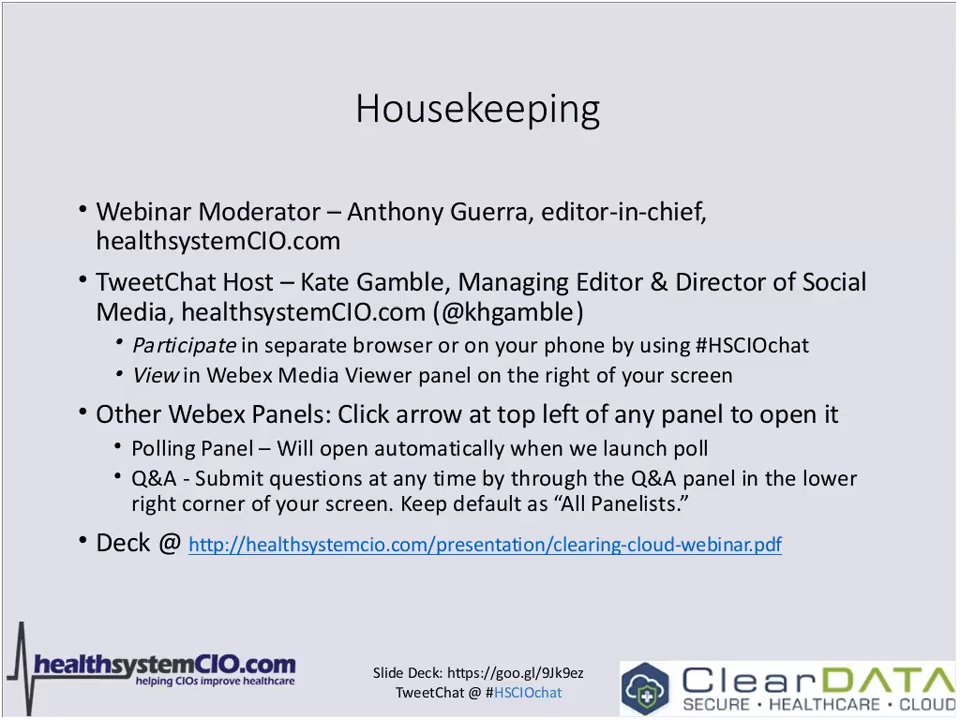 Housekeeping
• Webinar Moderator – Anthony Guerra, editor-in-chief,
healthsystemCIO.com
• TweetChat Host – Kate Gamble, Managing Editor & Director of Social
Media, healthsystemCIO.com (@khgamble)
• Participate in separate browser or on your phone by using #HSCIOchat
• View in Webex Media Viewer panel on the right of your screen
• Other Webex Panels: Click arrow at top left of any panel to open it
• Polling Panel – Will open automatically when we launch poll
• Q&A - Submit questions at any time by through the Q&A panel in the lower
right corner of your screen. Keep default as “All Panelists.”
• Deck @ http://healthsystemcio.com/presentation/clearing-cloud-webinar.pdf
healthsystemCIO.com
helping CIOs improve healthcare
Slide Deck: https://goo.gl/9Jk9ez
TweetChat @ #HSCIOchat
ClearDATA
SECURE • HEALTHCARE • CLOUD